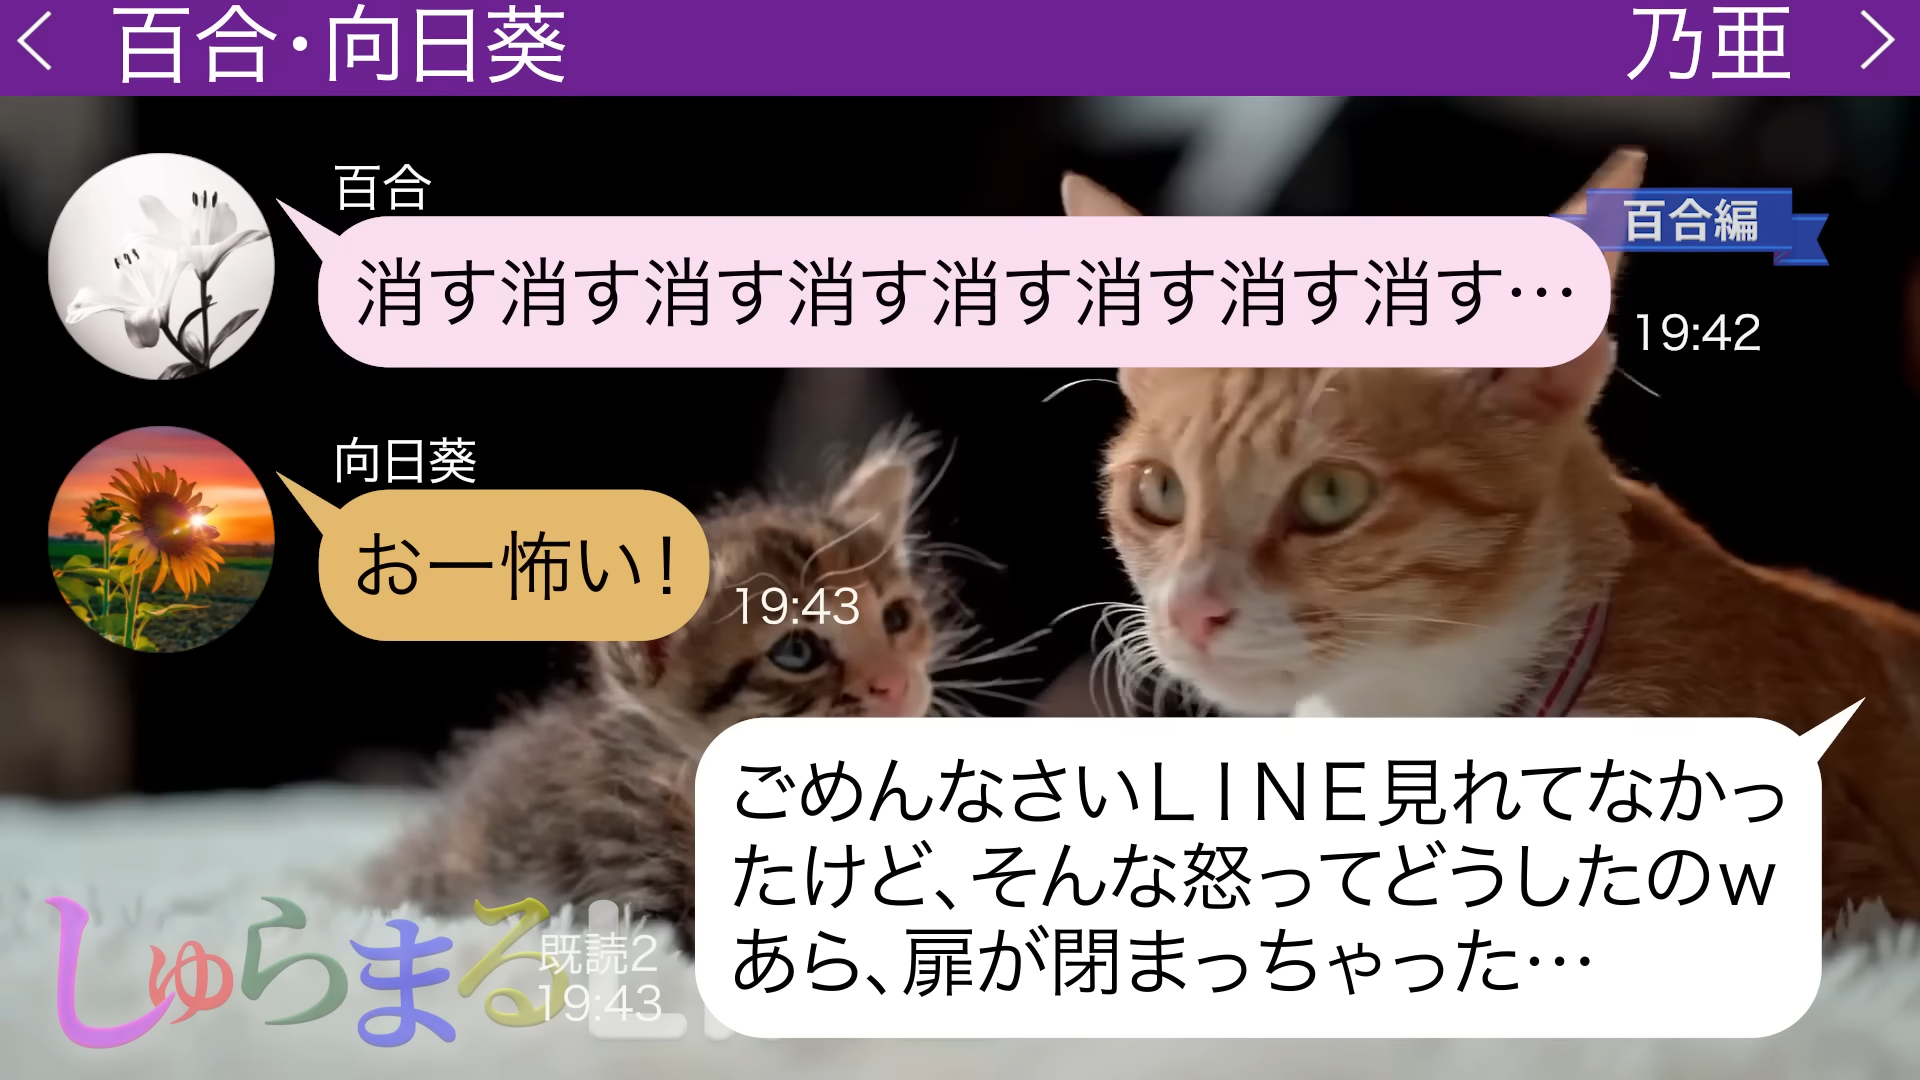 百合・向日葵
乃亜
百合
百合編
消す消す消す消す消す消す消す消す…
19:42
向日葵
おー怖い！
19:43
ごめんなさいLINE見れてなかっ
たけど、そんな怒ってどうしたのw
あら、扉が閉まっちゃった…
既読2
19:43
しゅらまる